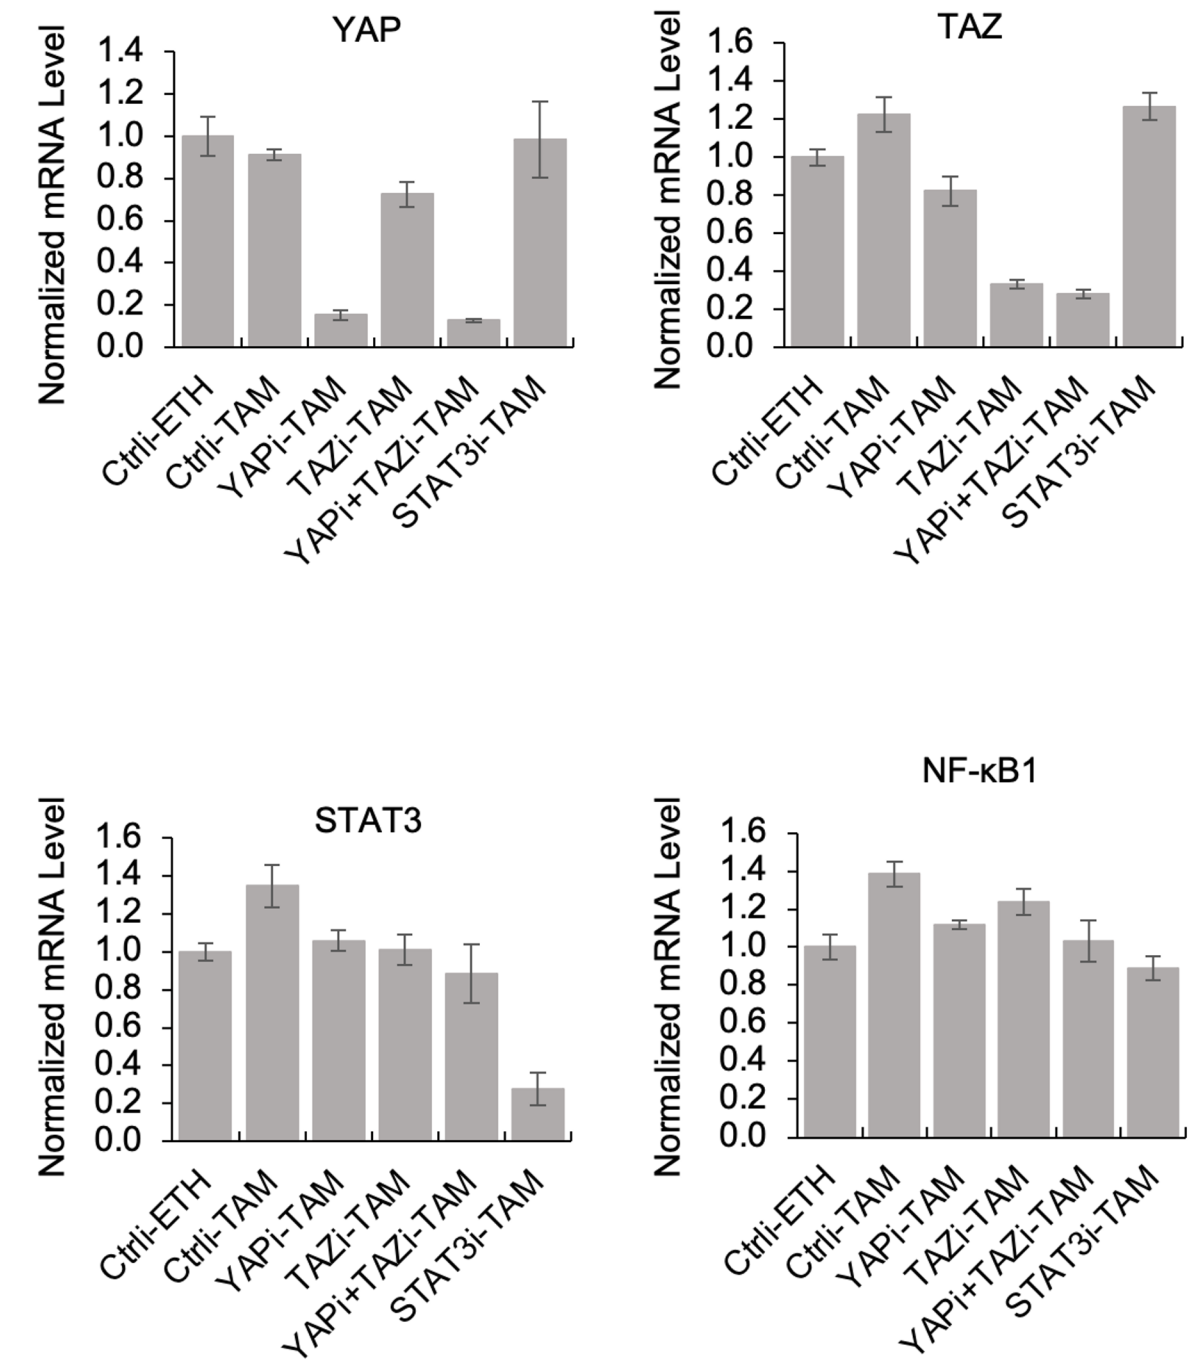 YAP
Normalized mRNA Level
1.4
1.2
1.0
0.8
0.6
0.4
0.2
0.0
Ctrli-ETH
Ctrli-TAM
YAPi-TAM
TAZi-TAM
YAPi+TAZi-TAM
STAT3i-TAM
TAZ
Normalized mRNA Level
1.6
1.4
1.2
1.0
0.8
0.6
0.4
0.2
0.0
Ctrli-ETH
Ctrli-TAM
YAPi-TAM
TAZi-TAM
YAPi+TAZi-TAM
STAT3i-TAM
STAT3
Normalized mRNA Level
1.6
1.4
1.2
1.0
0.8
0.6
0.4
0.2
0.0
Ctrli-ETH
Ctrli-TAM
YAPi-TAM
TAZi-TAM
YAPi+TAZi-TAM
STAT3i-TAM
NF-κB1
Normalized mRNA Level
1.6
1.4
1.2
1.0
0.8
0.6
0.4
0.2
0.0
Ctrli-ETH
Ctrli-TAM
YAPi-TAM
TAZi-TAM
YAPi+TAZi-TAM
STAT3i-TAM